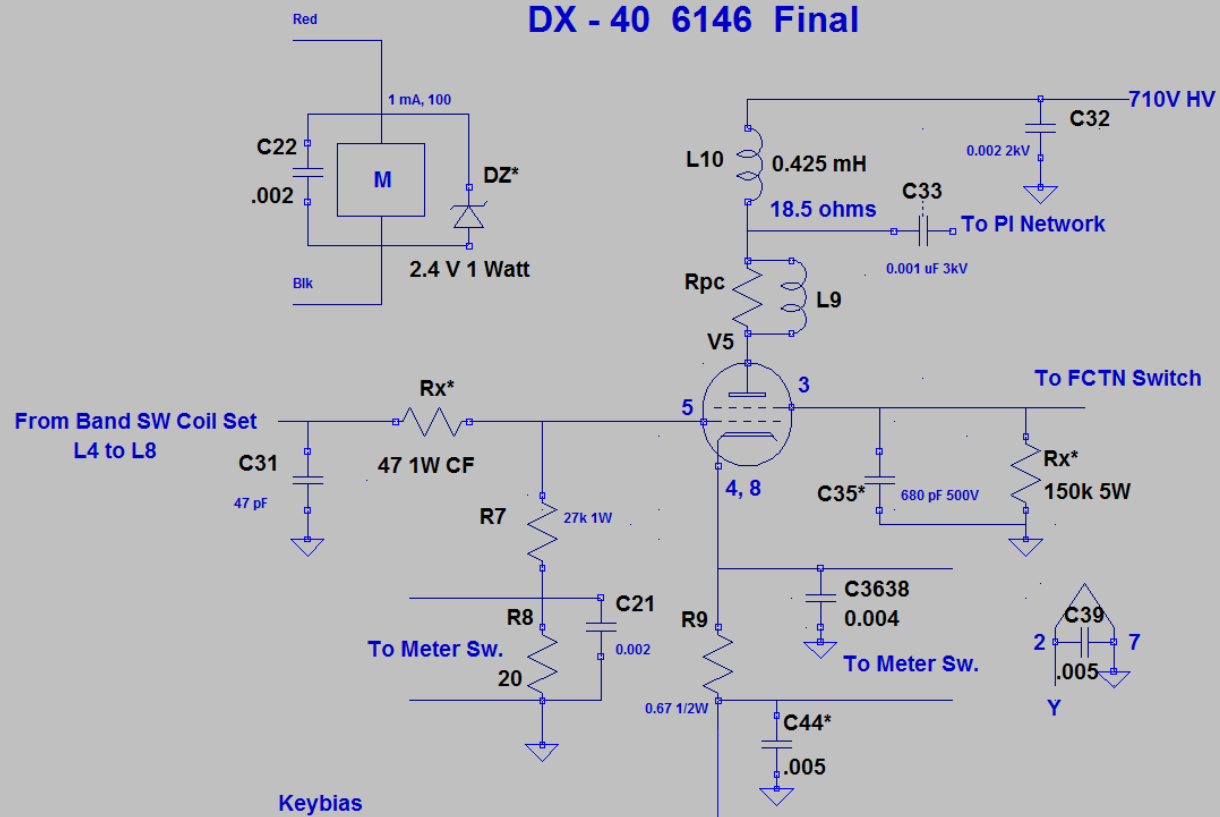 DX - 40 6146 Final
Red
1 mA, 100
C22
.002
M
DZ*
2.4 V 1 Watt
Blk
710V HV
C32
0.002 2kV
L10
0.425 mH
18.5 ohms
C33
To PI Network
0.001 uF 3kV
Rpc
L9
V5
3
5
4, 8
To FCTN Switch
From Band SW Coil Set
L4 to L8
Rx*
47 1W CF
C31
47 pF
R7
27k 1W
C35*
680 pF 500V
Rx*
150k 5W
R8
20
C21
0.002
To Meter Sw.
R9
0.67 1/2W
C3638
0.004
To Meter Sw.
C39
2
7
.005
Y
C44*
.005
Keybias